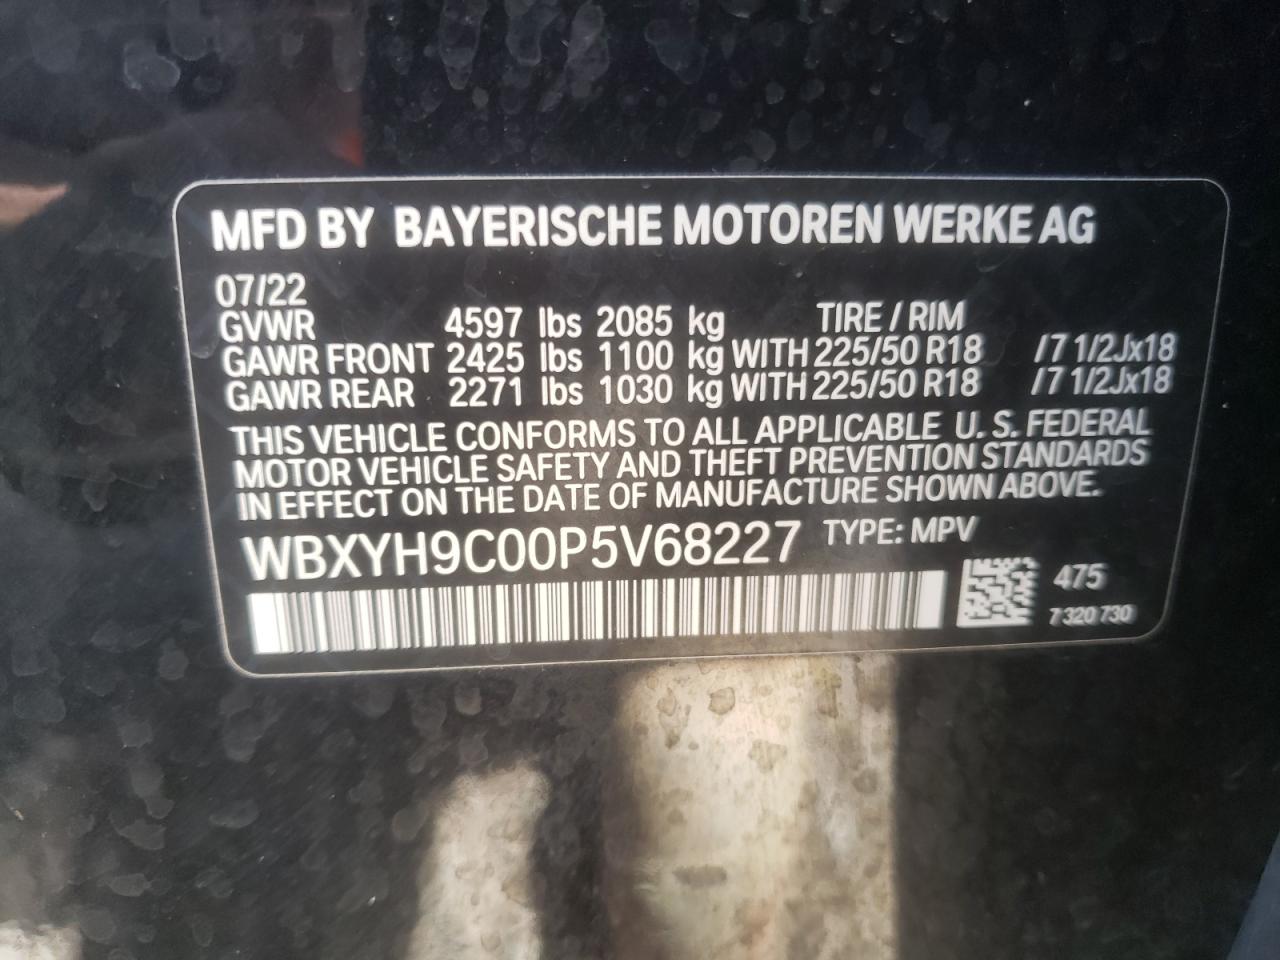 MFD BY BAYERISCHE MOTOREN WERKE AG
07/22
GVWR 4597 lbs 2085 kg TIRE / RIM
GAWR FRONT 2425 lbs 1100 kg WITH 225/50 R18 /7 1/2Jx18
GAWR REAR 2271 lbs 1030 kg WITH 225/50 R18 /7 1/2Jx18
THIS VEHICLE CONFORMS TO ALL APPLICABLE U. S. FEDERAL
MOTOR VEHICLE SAFETY AND THEFT PREVENTION STANDARDS
IN EFFECT ON THE DATE OF MANUFACTURE SHOWN ABOVE.
WBXYH9C00P5V68227 TYPE: MPV
475
7 320 730